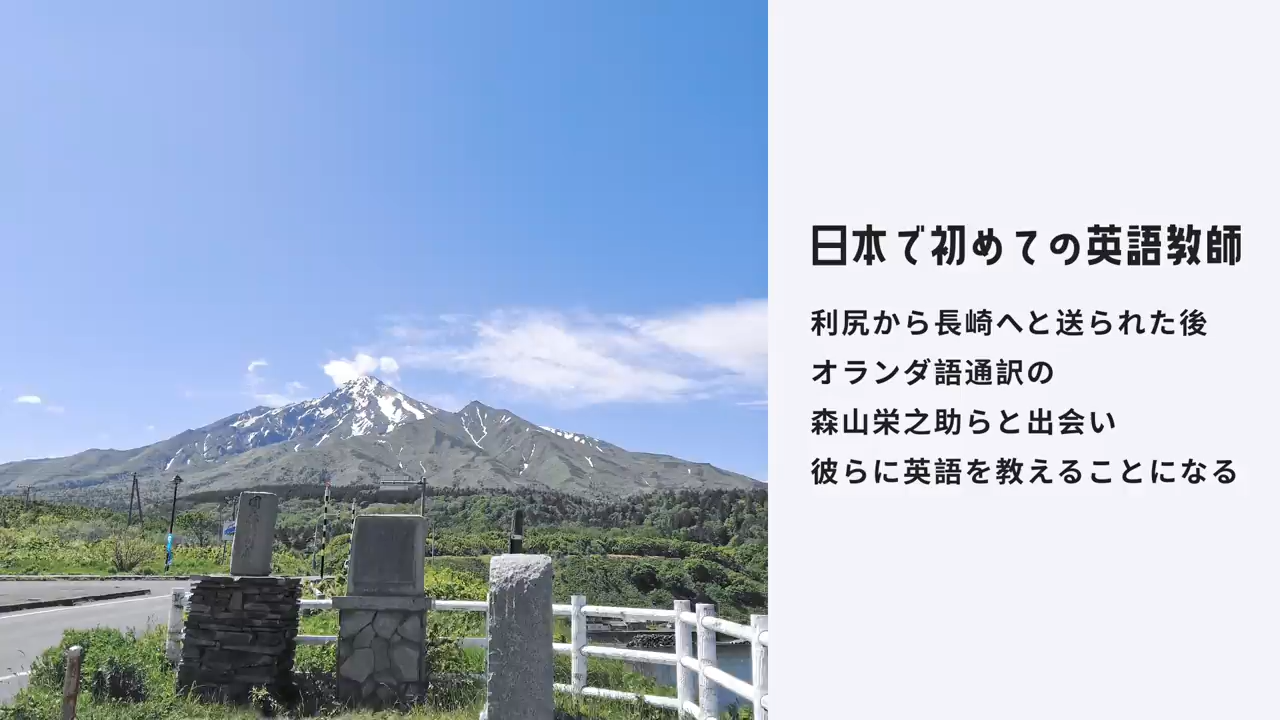 日本で初めての英語教師
利尻から長崎へと送られた後
オランダ語通訳の
森山栄之助らと出会い
彼らに英語を教えることになる